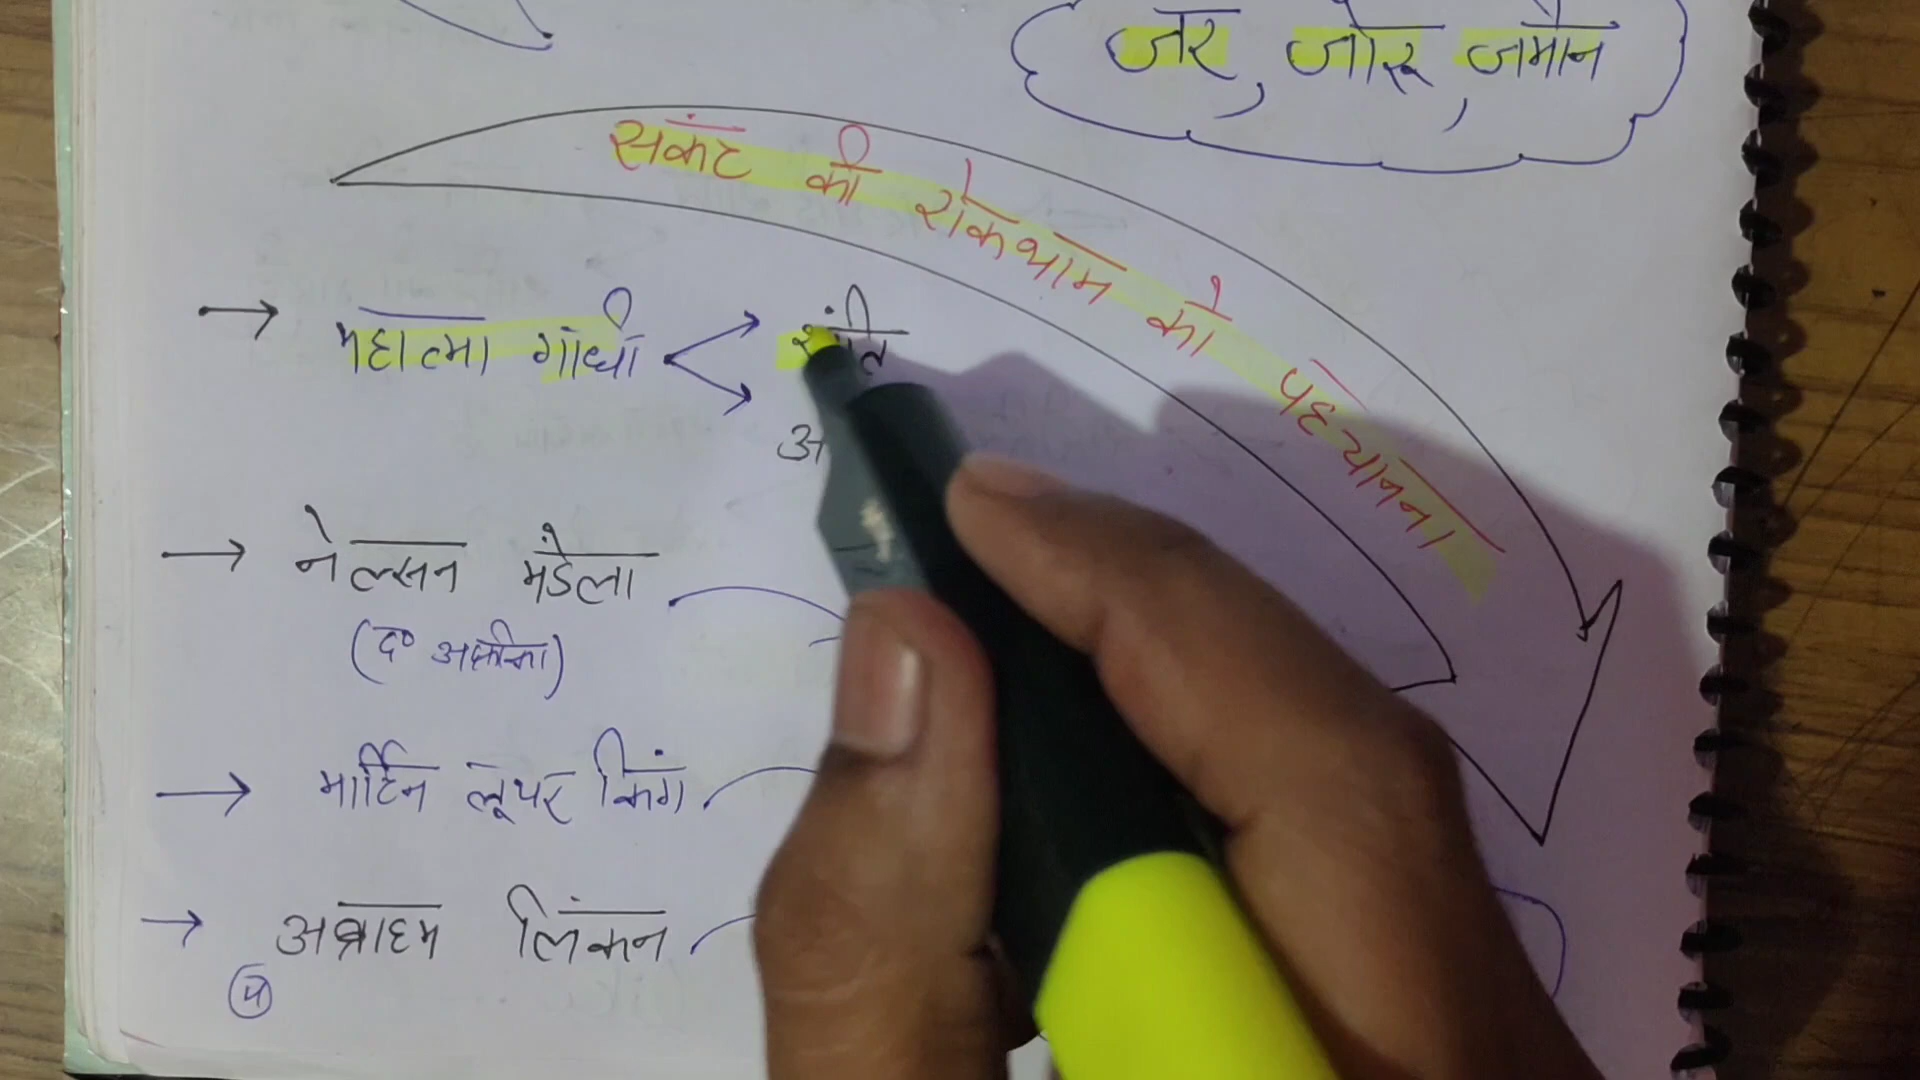 जर, जोरू, जमीन
संकट की रोकथाम को पहचानना
→ महात्मा गांधी
→ नेल्सन मंडेला
(द० अफ्रीका)
→ मार्टिन लूथर किंग
→ अब्राहम लिंकन